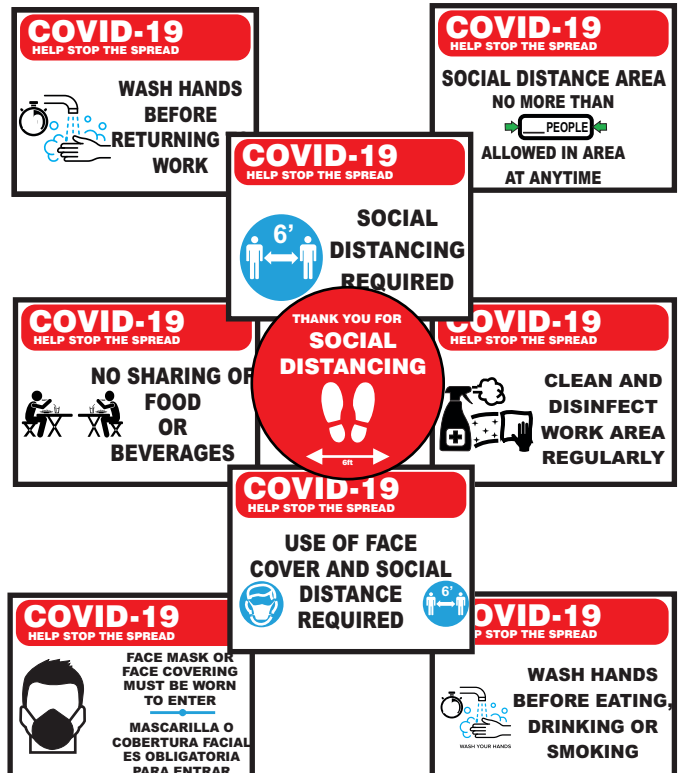 COVID-19
HELP STOP THE SPREAD
WASH HANDS
BEFORE
RETURNING
WORK
COVID-19
HELP STOP THE SPREAD
SOCIAL DISTANCE AREA
NO MORE THAN
___ PEOPLE
ALLOWED IN AREA
AT ANYTIME
COVID-19
HELP STOP THE SPREAD
6’
SOCIAL
DISTANCING
REQUIRED
COVID-19
HELP STOP THE SPREAD
NO SHARING OF
FOOD
OR
BEVERAGES
THANK YOU FOR
SOCIAL
DISTANCING
6ft
COVID-19
HELP STOP THE SPREAD
CLEAN AND
DISINFECT
WORK AREA
REGULARLY
COVID-19
HELP STOP THE SPREAD
USE OF FACE
COVER AND SOCIAL
DISTANCE
REQUIRED
6’
COVID-19
HELP STOP THE SPREAD
FACE MASK OR
FACE COVERING
MUST BE WORN
TO ENTER
MASCARILLA O
COBERTURA FACIAL
ES OBLIGATORIA
PARA ENTRAR
OVID-19
P STOP THE SPREAD
WASH HANDS
BEFORE EATING,
DRINKING OR
SMOKING
WASH YOUR HANDS